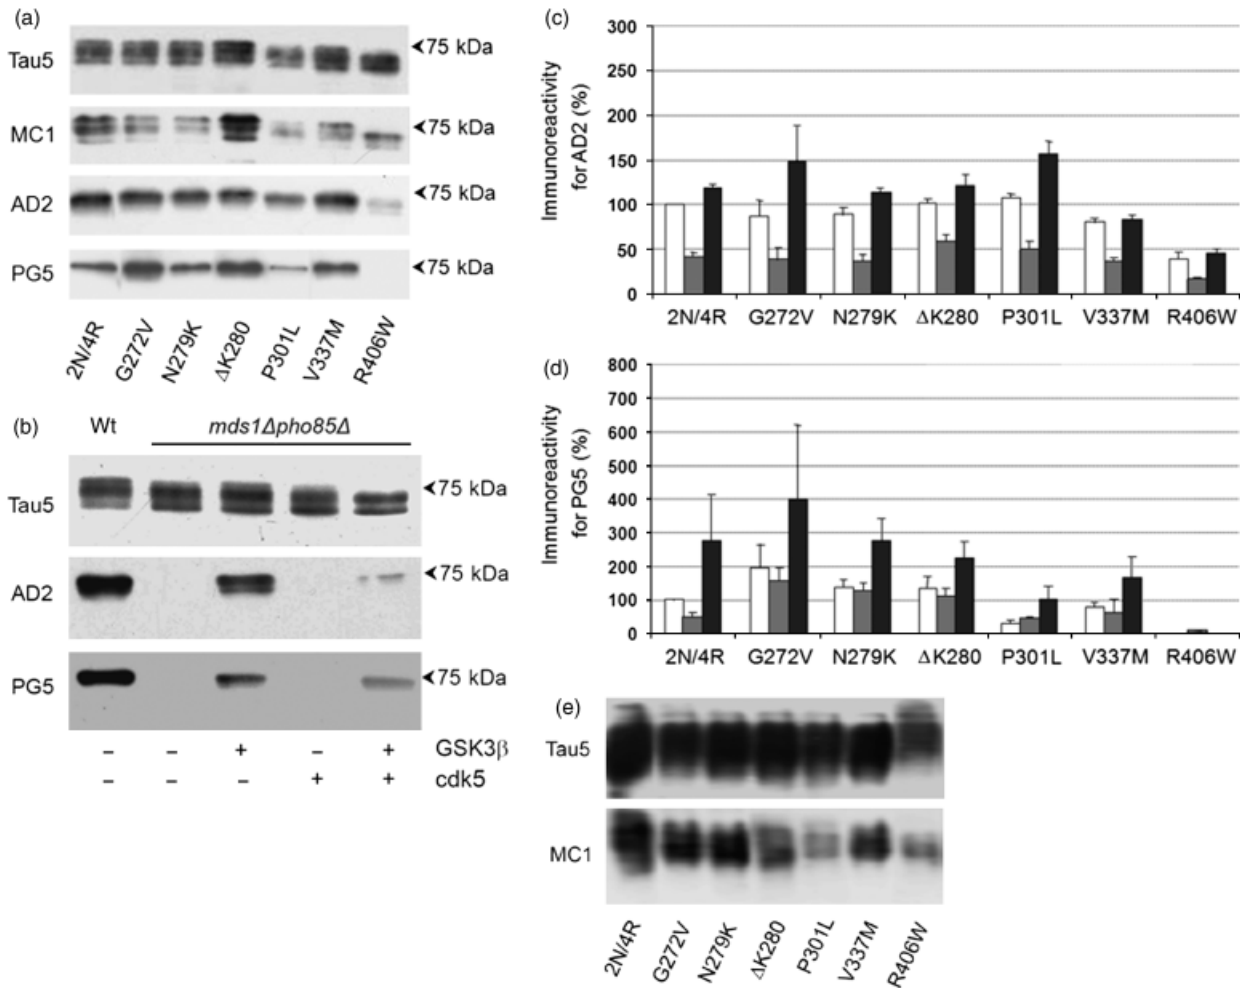 (a)
Tau5
75 kDa
MC1
75 kDa
AD2
75 kDa
PG5
75 kDa
2N/4R G272V N279K ΔK280 P301L V337M R406W
(b)
Wt mds1Δpho85Δ
Tau5
75 kDa
AD2
75 kDa
PG5
75 kDa
– – + – + GSK3β
– – – + + cdk5
(c)
Immunoreactivity
for AD2 (%)
300
250
200
150
100
50
0
2N/4R G272V N279K ΔK280 P301L V337M R406W
(d)
Immunoreactivity
for PG5 (%)
800
700
600
500
400
300
200
100
0
2N/4R G272V N279K ΔK280 P301L V337M R406W
(e)
Tau5
MC1
2N/4R G272V N279K ΔK280 P301L V337M R406W